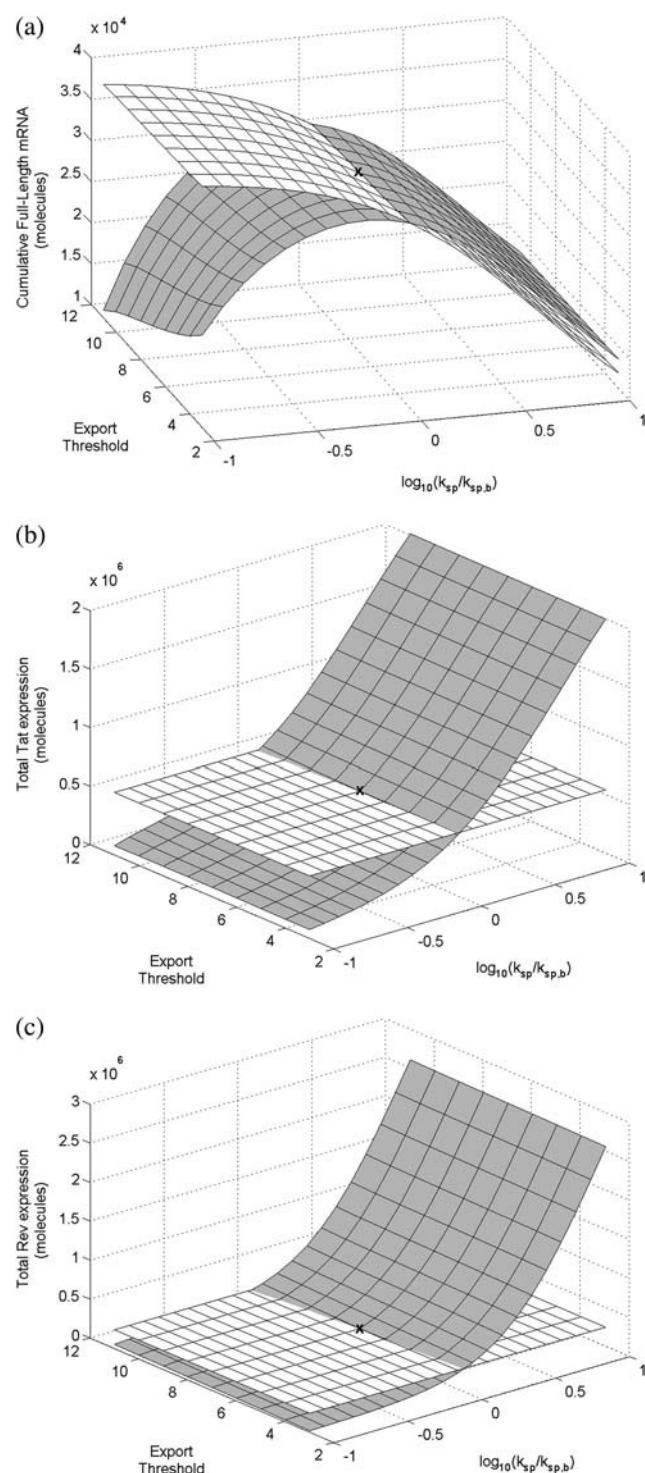 (a)
x 10^4
4
3.5
3
2.5
2
1.5
1
Cumulative Full-Length mRNA
(molecules)
12
10
8
6
4
2
Export
Threshold
-1
-0.5
0
0.5
1
log10(ksp/ksp,b)
X
(b)
x 10^6
2
1.5
1
0.5
0
Total Tat expression
(molecules)
12
10
8
6
4
2
Export
Threshold
-1
-0.5
0
0.5
1
log10(ksp/ksp,b)
X
(c)
x 10^6
3
2.5
2
1.5
1
0.5
0
Total Rev expression
(molecules)
12
10
8
6
4
2
Export
Threshold
-1
-0.5
0
0.5
1
log10(ksp/ksp,b)
X